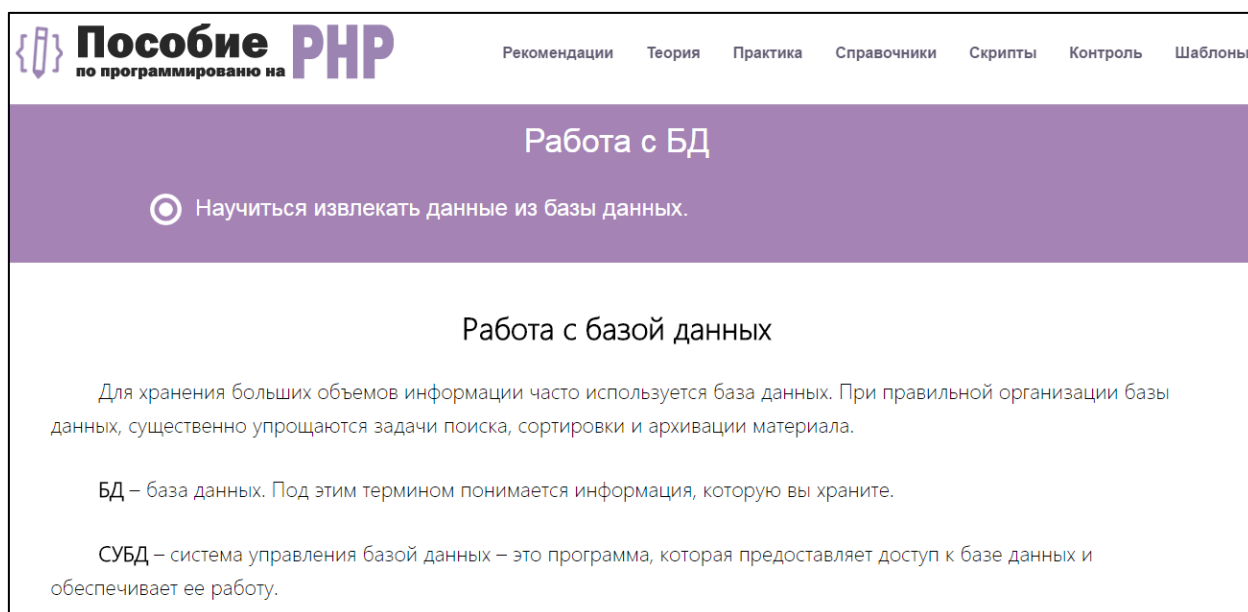 Пособие PHP
по программированю на
Рекомендации Теория Практика Справочники Скрипты Контроль Шаблоны
Работа с БД
Научиться извлекать данные из базы данных.
Работа с базой данных
Для хранения больших объемов информации часто используется база данных. При правильной организации базы
данных, существенно упрощаются задачи поиска, сортировки и архивации материала.
БД – база данных. Под этим термином понимается информация, которую вы храните.
СУБД – система управления базой данных – это программа, которая предоставляет доступ к базе данных и
обеспечивает ее работу.